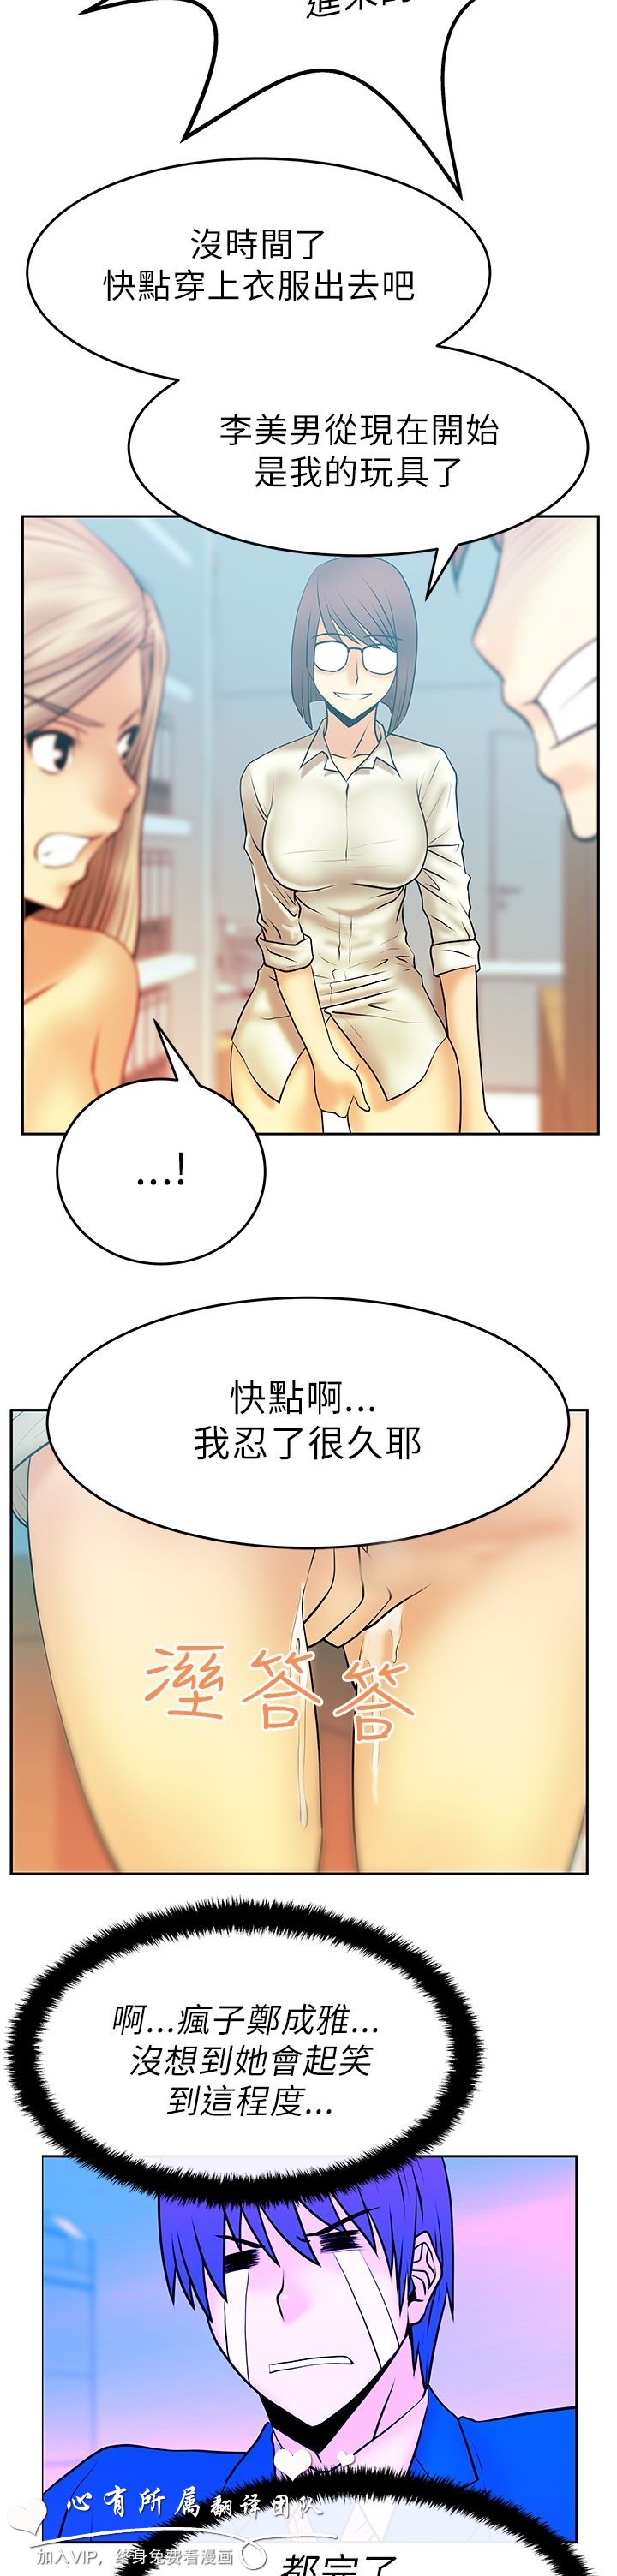 沒時間了
快點穿上衣服出去吧
李美男從現在開始
是我的玩具了
...!
快點啊...
我忍了很久耶
溼答答
啊...瘋子鄭成雅...
沒想到她會起笑
到這程度...
心有所属翻译团队
加入VIP，终身免费看漫画
都完了